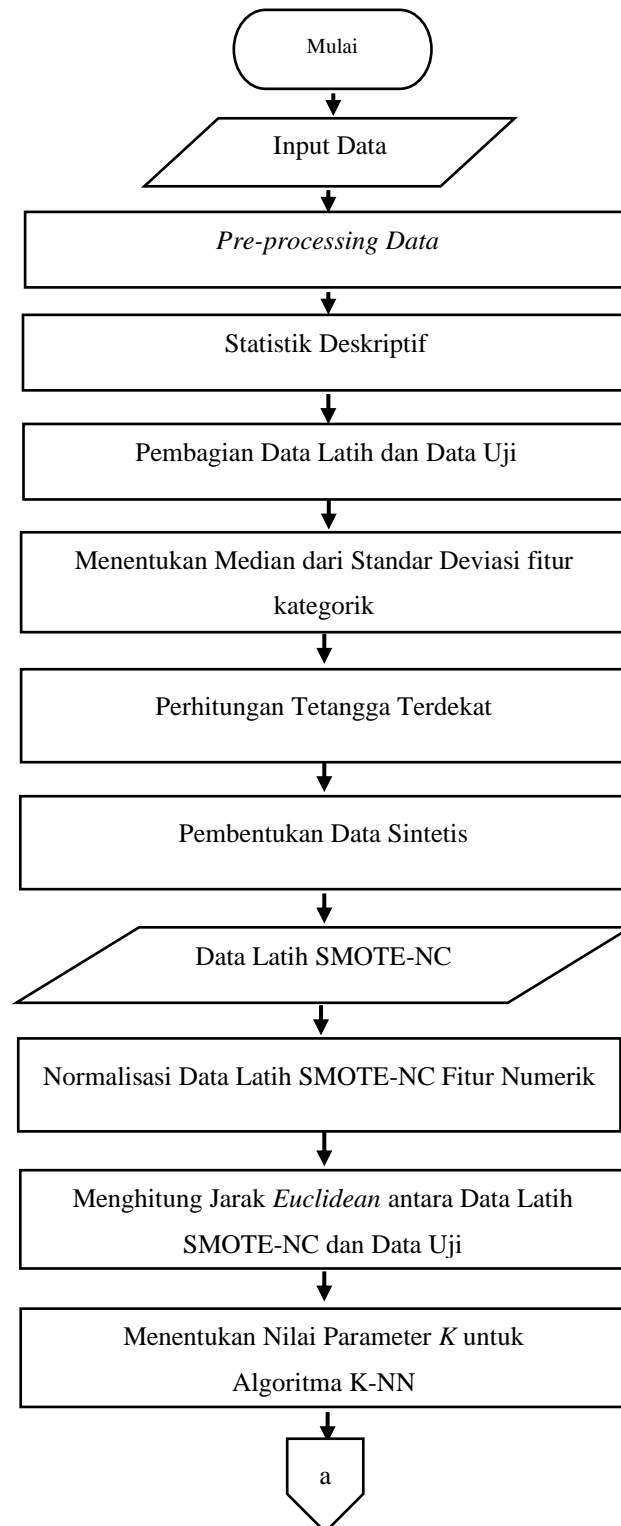 Mulai
Input Data
Pre-processing Data
Statistik Deskriptif
Pembagian Data Latih dan Data Uji
Menentukan Median dari Standar Deviasi fitur
kategorik
Perhitungan Tetangga Terdekat
Pembentukan Data Sintetis
Data Latih SMOTE-NC
Normalisasi Data Latih SMOTE-NC Fitur Numerik
Menghitung Jarak Euclidean antara Data Latih
SMOTE-NC dan Data Uji
Menentukan Nilai Parameter K untuk
Algoritma K-NN
a